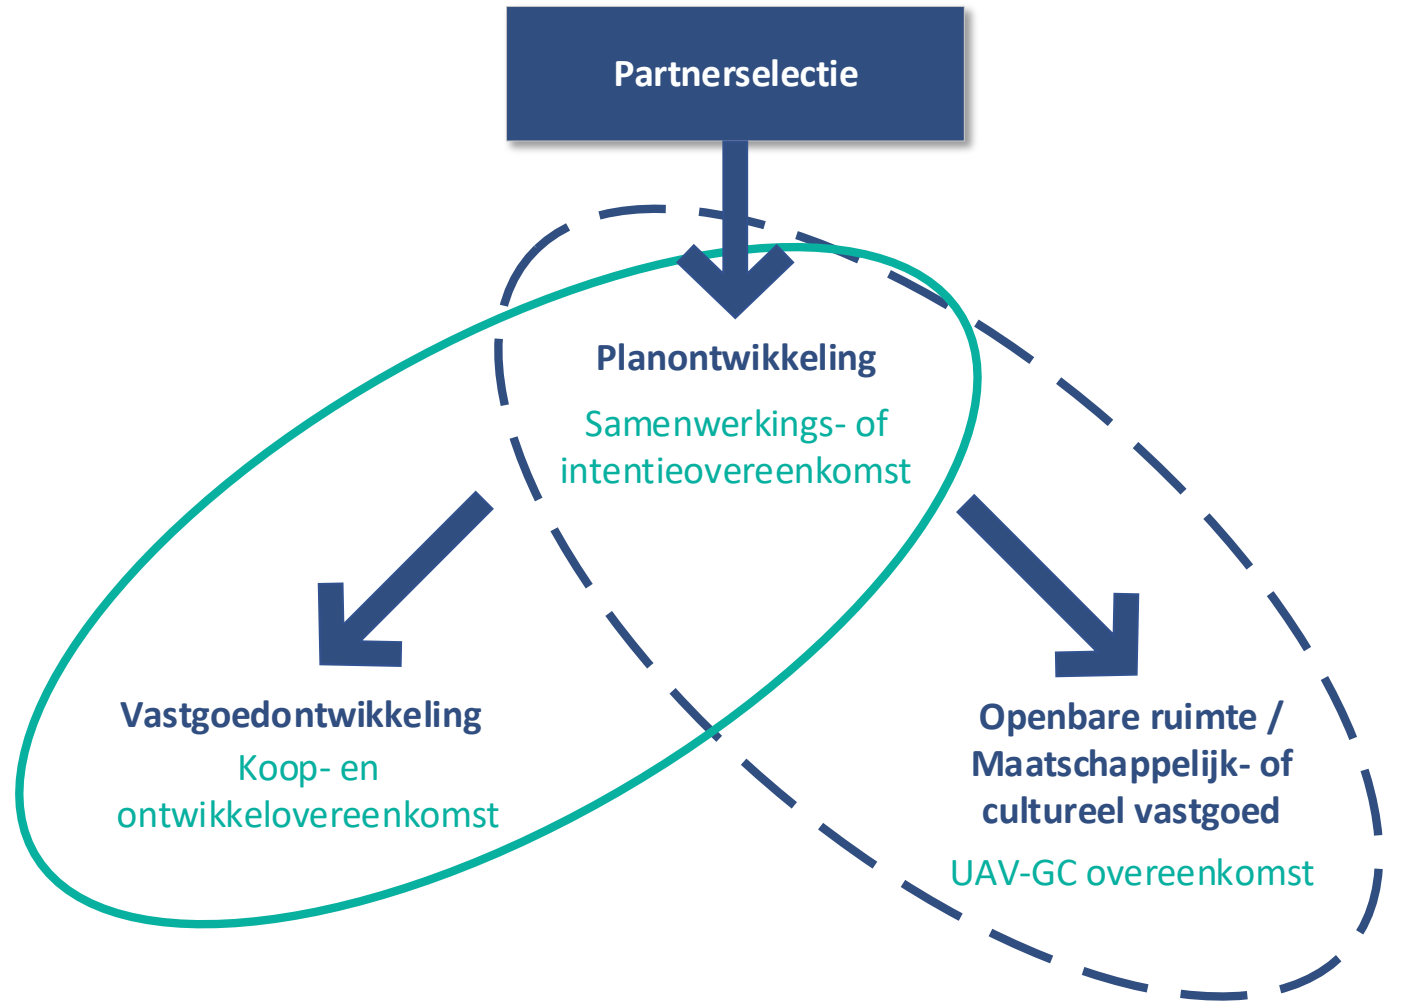 Partnerselectie
Planontwikkeling
Samenwerkings- of
intentieovereenkomst
Vastgoedontwikkeling
Koop- en
ontwikkelovereenkomst
Openbare ruimte /
Maatschappelijk- of
cultureel vastgoed
UAV-GC overeenkomst